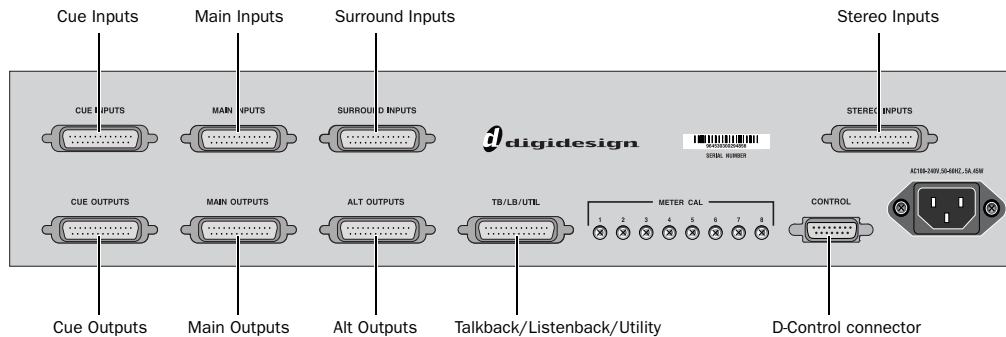 Cue Inputs Main Inputs Surround Inputs Stereo Inputs
CUE INPUTS MAIN INPUTS SURROUND INPUTS STEREO INPUTS
digidesign
964530300294856
SERIAL NUMBER
AC100-240V,50-60HZ,.5A,45W
CUE OUTPUTS MAIN OUTPUTS ALT OUTPUTS TB/LB/UTIL METER CAL CONTROL
1 2 3 4 5 6 7 8
Cue Outputs Main Outputs Alt Outputs Talkback/Listenback/Utility D-Control connector